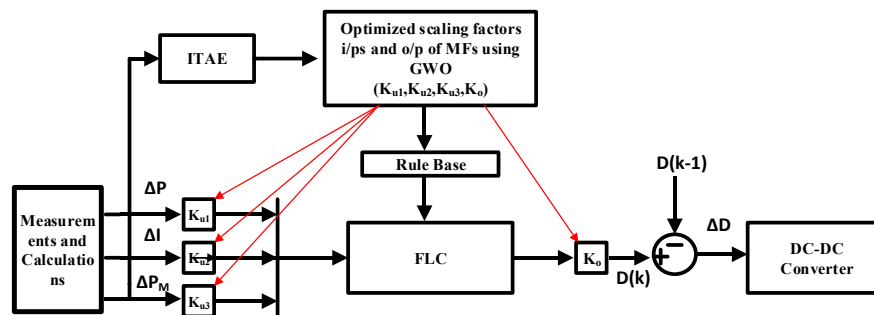 Optimized scaling factors
i/ps and o/p of MFs using
GWO
(Ku1,Ku2,Ku3,Ko)
ITAE
Rule Base
D(k-1)
Measurem
ents and
Calculatio
ns
ΔP
Ku1
ΔI
Ku2
ΔPM
Ku3
FLC
Ko
D(k)
+
−
ΔD
DC-DC
Converter